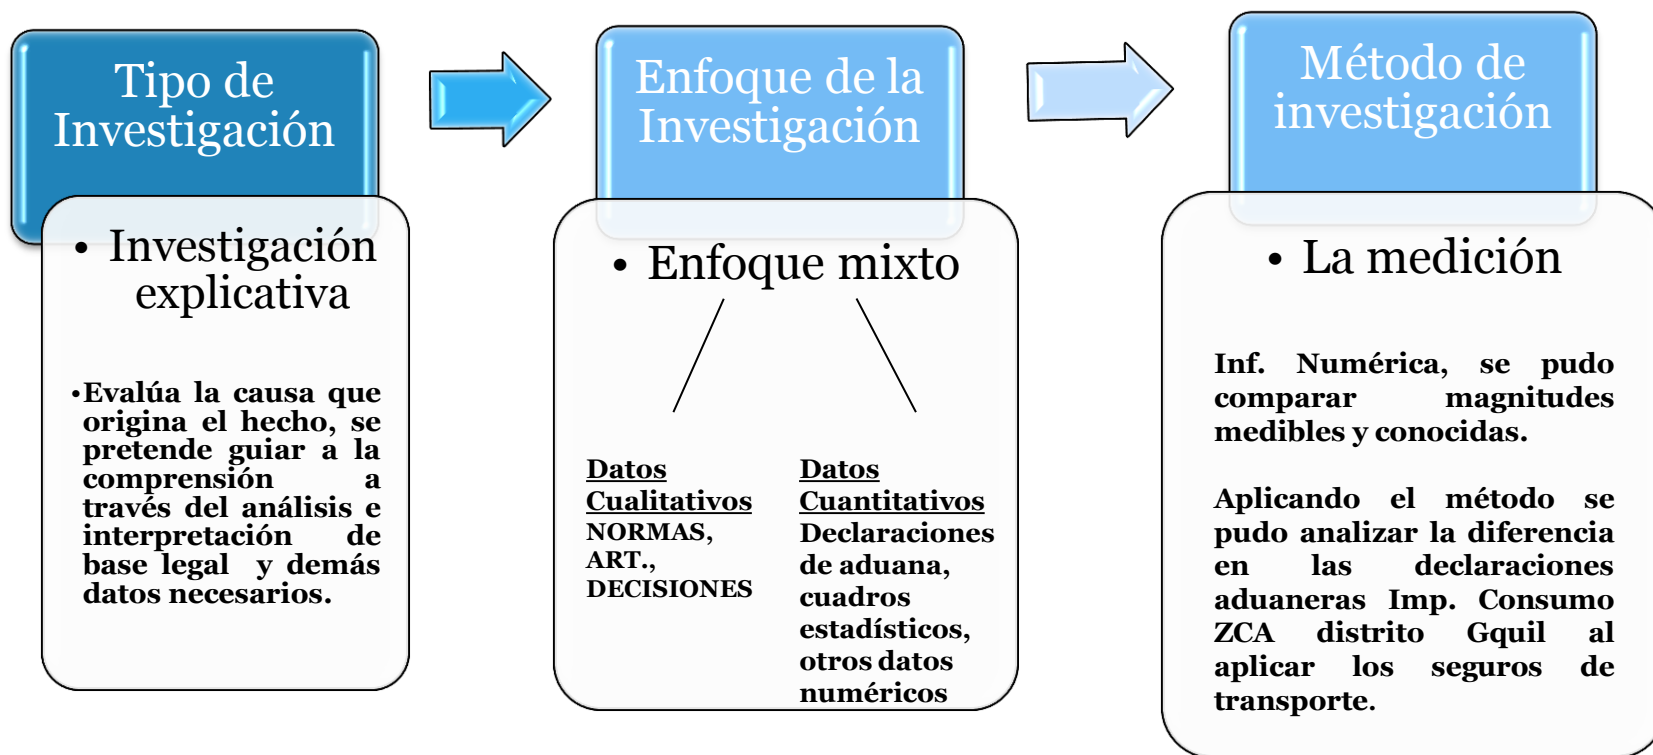 Tipo de
Investigación
• Investigación
explicativa
•Evalúa la causa que
origina el hecho, se
pretende guiar a la
comprensión a
través del análisis e
interpretación de
base legal y demás
datos necesarios.
Enfoque de la
Investigación
• Enfoque mixto
Datos
Cualitativos
NORMAS,
ART.,
DECISIONES
Datos
Cuantitativos
Declaraciones
de aduana,
cuadros
estadísticos,
otros datos
numéricos
Método de
investigación
• La medición
Inf. Numérica, se pudo
comparar magnitudes
medibles y conocidas.
Aplicando el método se
pudo analizar la diferencia
en las declaraciones
aduaneras Imp. Consumo
ZCA distrito Gquil al
aplicar los seguros de
transporte.